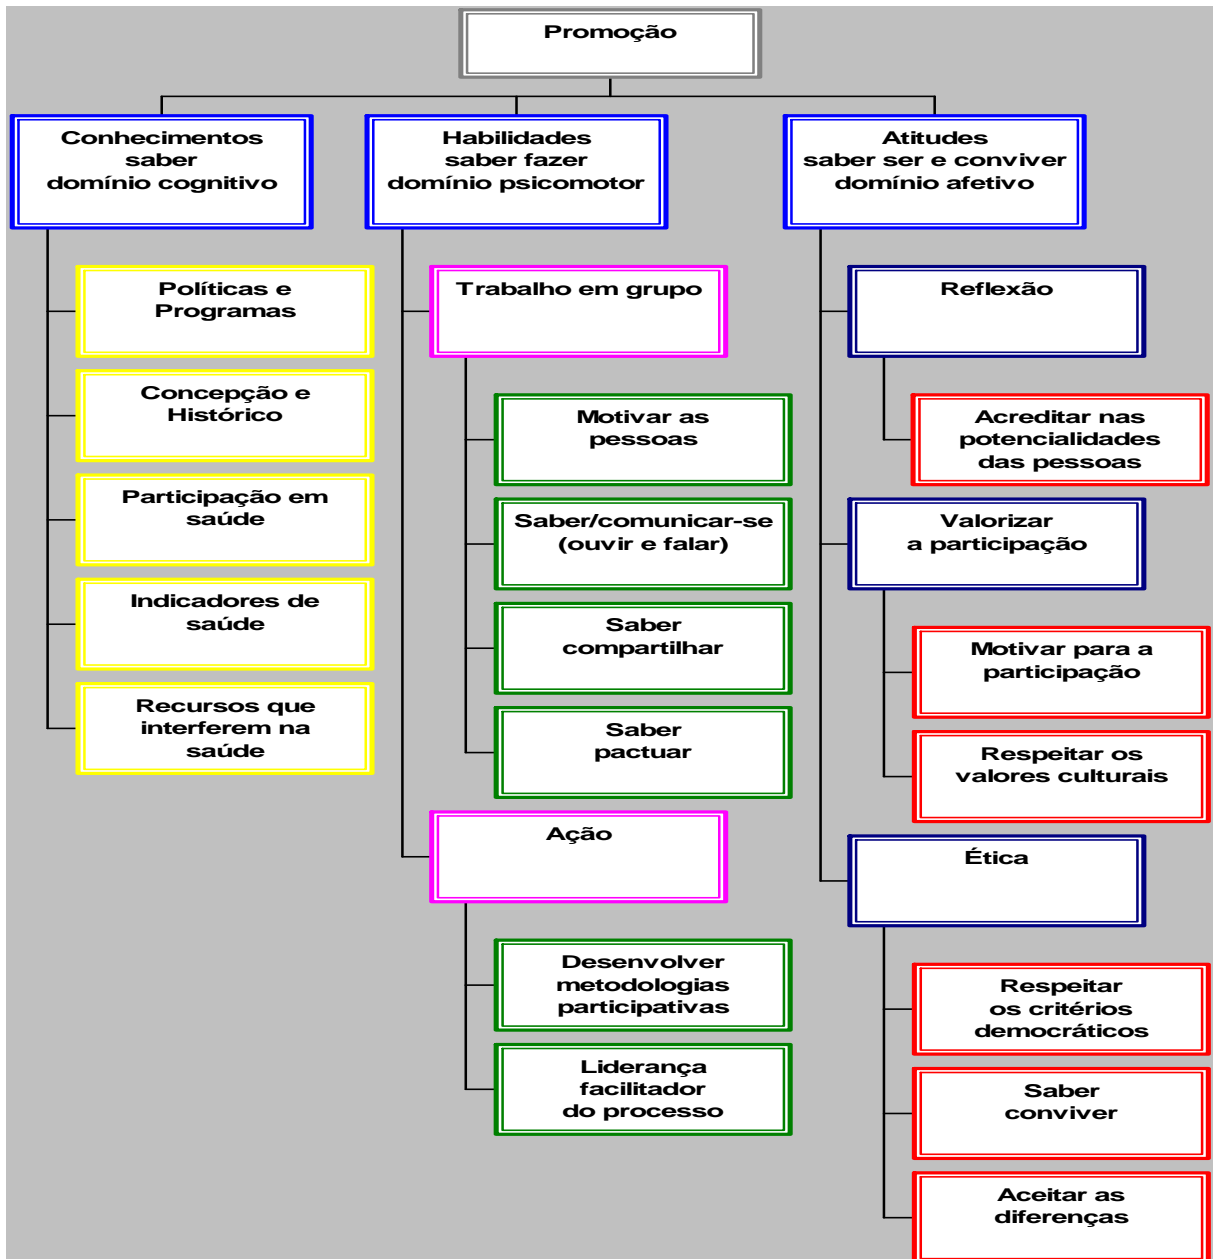 Promoção
Conhecimentos
saber
domínio cognitivo
Políticas e
Programas
Concepção e
Histórico
Participação em
saúde
Indicadores de
saúde
Recursos que
interferem na
saúde
Habilidades
saber fazer
domínio psicomotor
Trabalho em grupo
Motivar as
pessoas
Saber/comunicar-se
(ouvir e falar)
Saber
compartilhar
Saber
pactuar
Ação
Desenvolver
metodologias
participativas
Liderança
facilitador
do processo
Atitudes
saber ser e conviver
domínio afetivo
Reflexão
Acreditar nas
potencialidades
das pessoas
Valorizar
a participação
Motivar para a
participação
Respeitar os
valores culturais
Ética
Respeitar
os critérios
democráticos
Saber
conviver
Aceitar as
diferenças